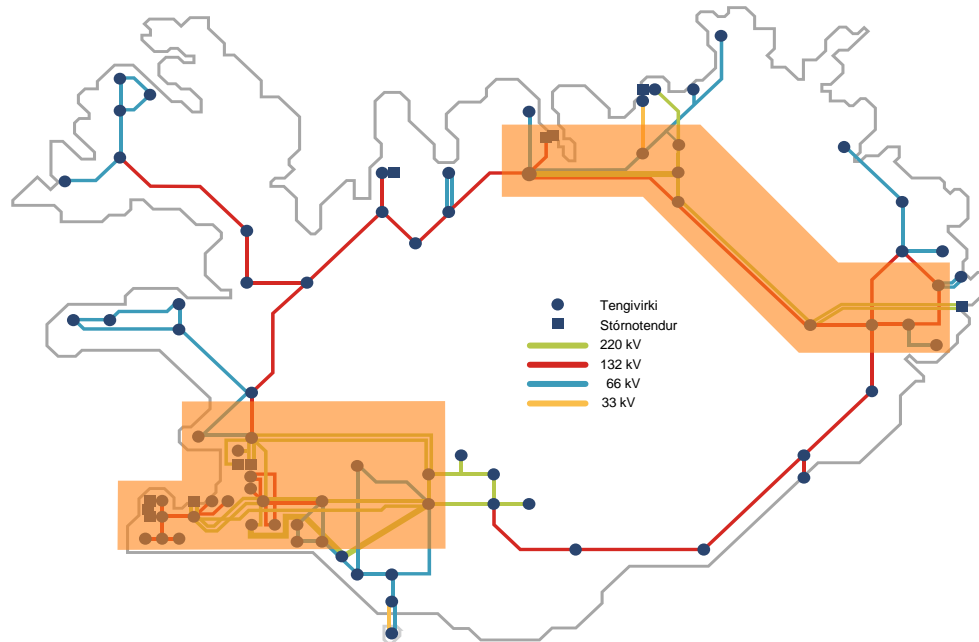 Tengivirki
Stórnotendur
220 kV
132 kV
66 kV
33 kV